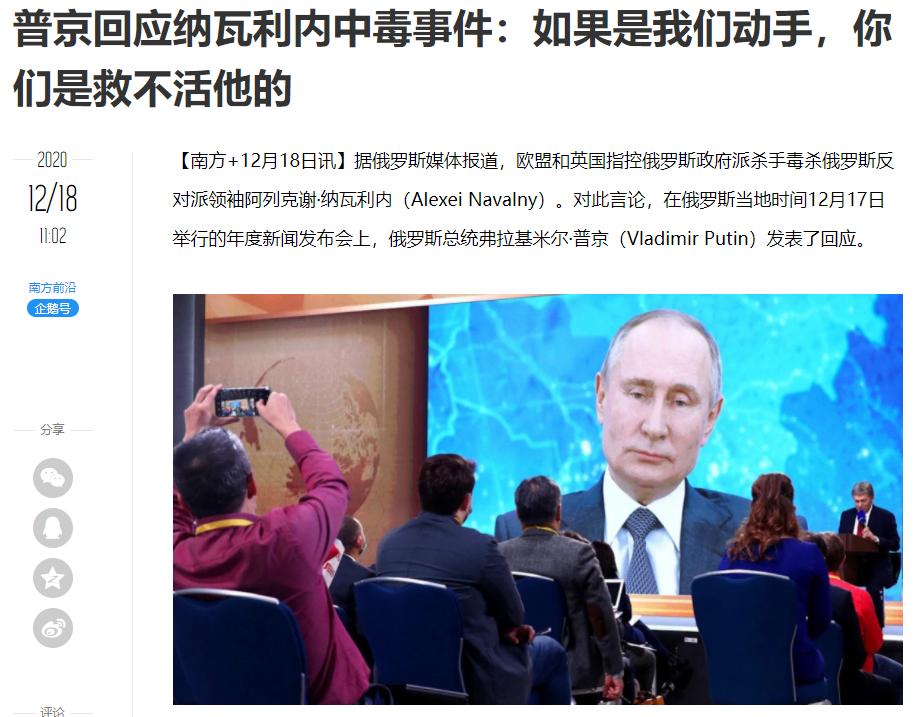 普京回应纳瓦利内中毒事件：如果是我们动手，你
们是救不活他的
2020
12/18
11:02
南方前沿
企鹅号
分享
评论
【南方+12月18日讯】据俄罗斯媒体报道，欧盟和英国指控俄罗斯政府派杀手毒杀俄罗斯反
对派领袖阿列克谢·纳瓦利内（Alexei Navalny）。对此言论，在俄罗斯当地时间12月17日
举行的年度新闻发布会上，俄罗斯总统弗拉基米尔·普京（Vladimir Putin）发表了回应。